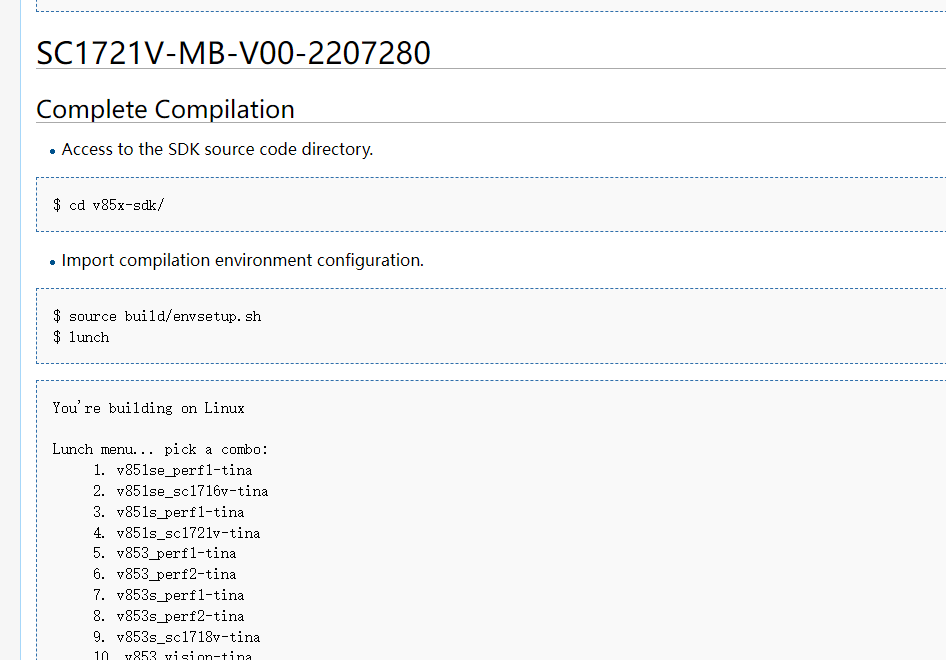 SC1721V-MB-V00-2207280
Complete Compilation
• Access to the SDK source code directory.
$ cd v85x-sdk/
• Import compilation environment configuration.
$ source build/envsetup.sh
$ lunch
You're building on Linux
Lunch menu... pick a combo:
1. v851se_perf1-tina
2. v851se_sc1716v-tina
3. v851s_perf1-tina
4. v851s_sc1721v-tina
5. v853_perf1-tina
6. v853_perf2-tina
7. v853s_perf1-tina
8. v853s_perf2-tina
9. v853s_sc1718v-tina
10. v853_vision-tina